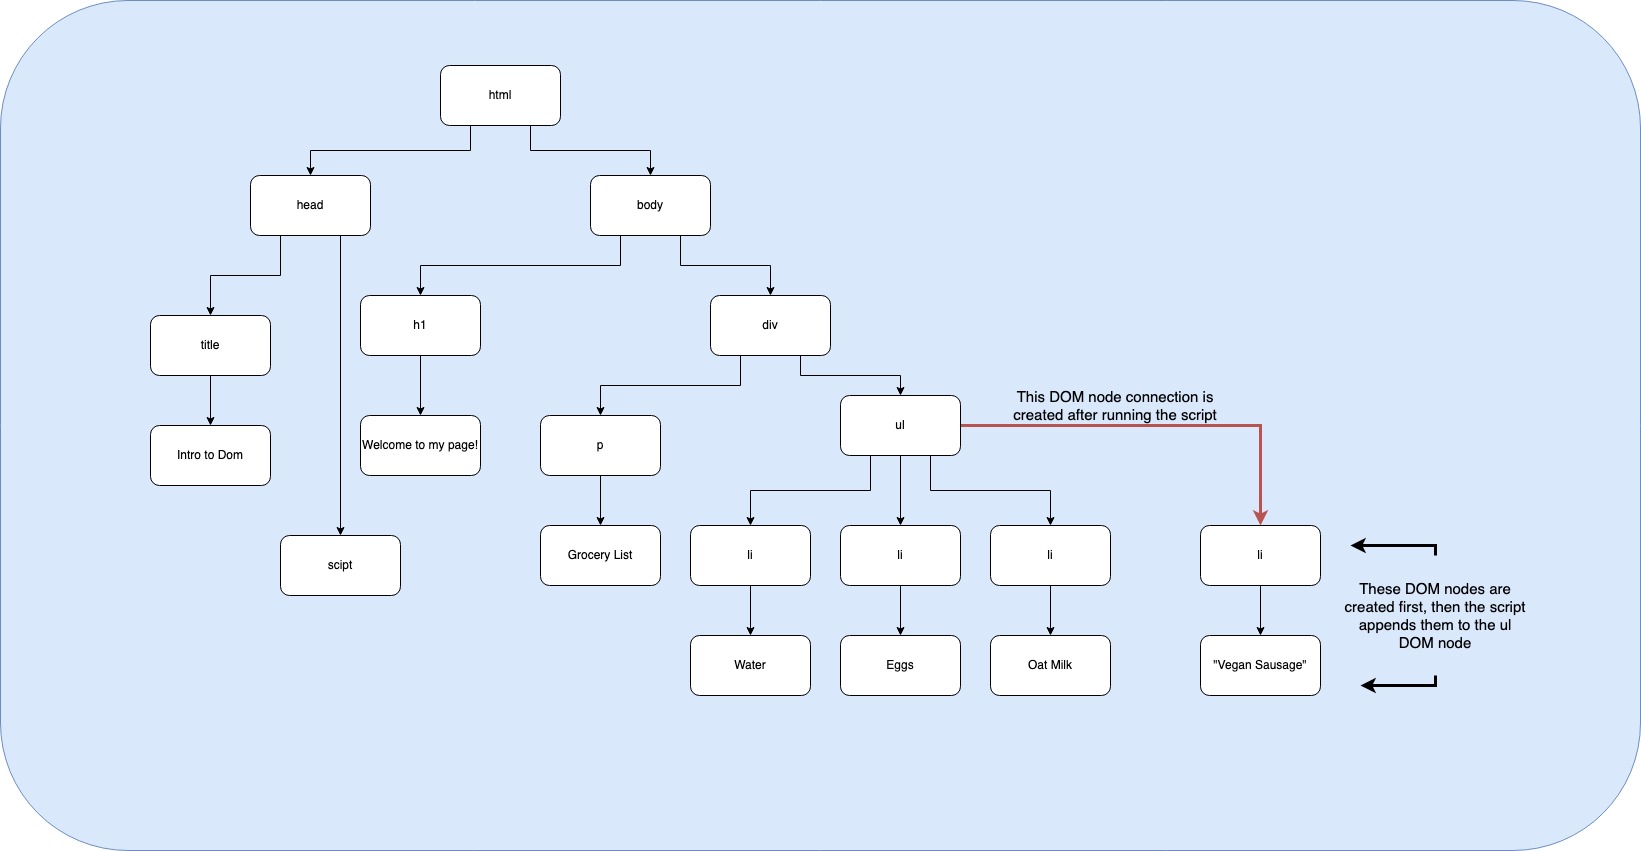 html
head
body
title
h1
div
Intro to Dom
Welcome to my page!
p
ul
This DOM node connection is
created after running the script
scipt
Grocery List
li
li
li
li
Water
Eggs
Oat Milk
"Vegan Sausage"
These DOM nodes are
created first, then the script
appends them to the ul
DOM node